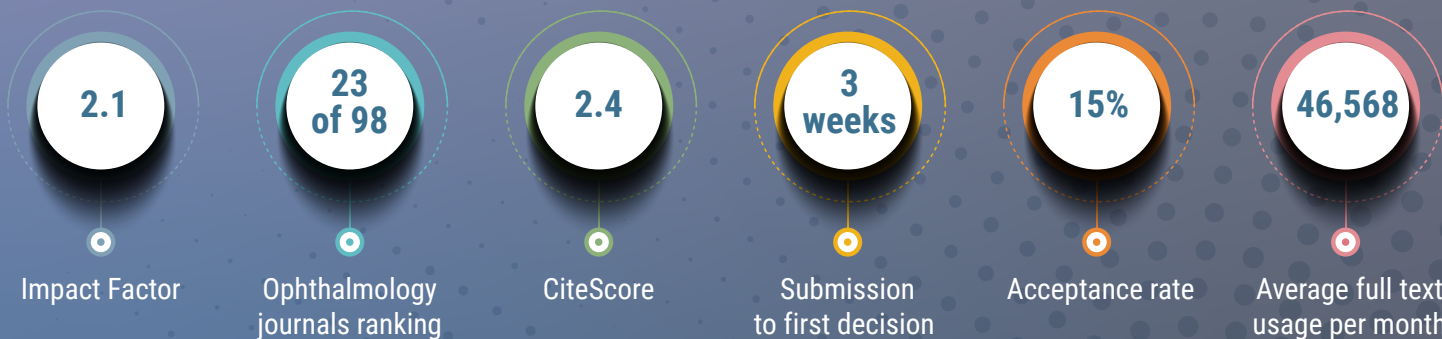 2.1
Impact Factor
23
of 98
Ophthalmology
journals ranking
2.4
CiteScore
3
weeks
Submission
to first decision
15%
Acceptance rate
46,568
Average full text
usage per month